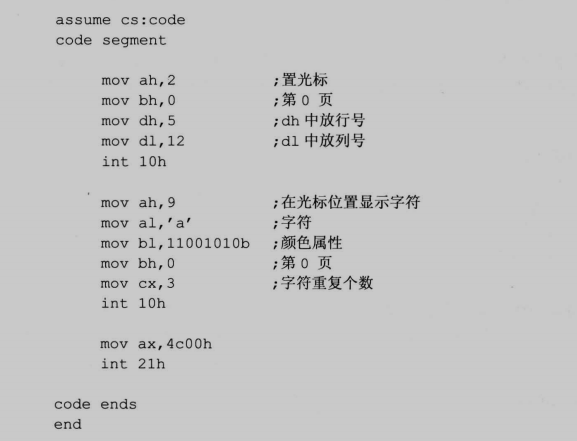 assume cs:code
code segment
mov ah,2 ;置光标
mov bh,0 ;第 0 页
mov dh,5 ;dh 中放行号
mov dl,12 ;dl 中放列号
int 10h
mov ah,9 ;在光标位置显示字符
mov al,'a' ;字符
mov bl,11001010b ;颜色属性
mov bh,0 ;第 0 页
mov cx,3 ;字符重复个数
int 10h
mov ax,4c00h
int 21h
code ends
end